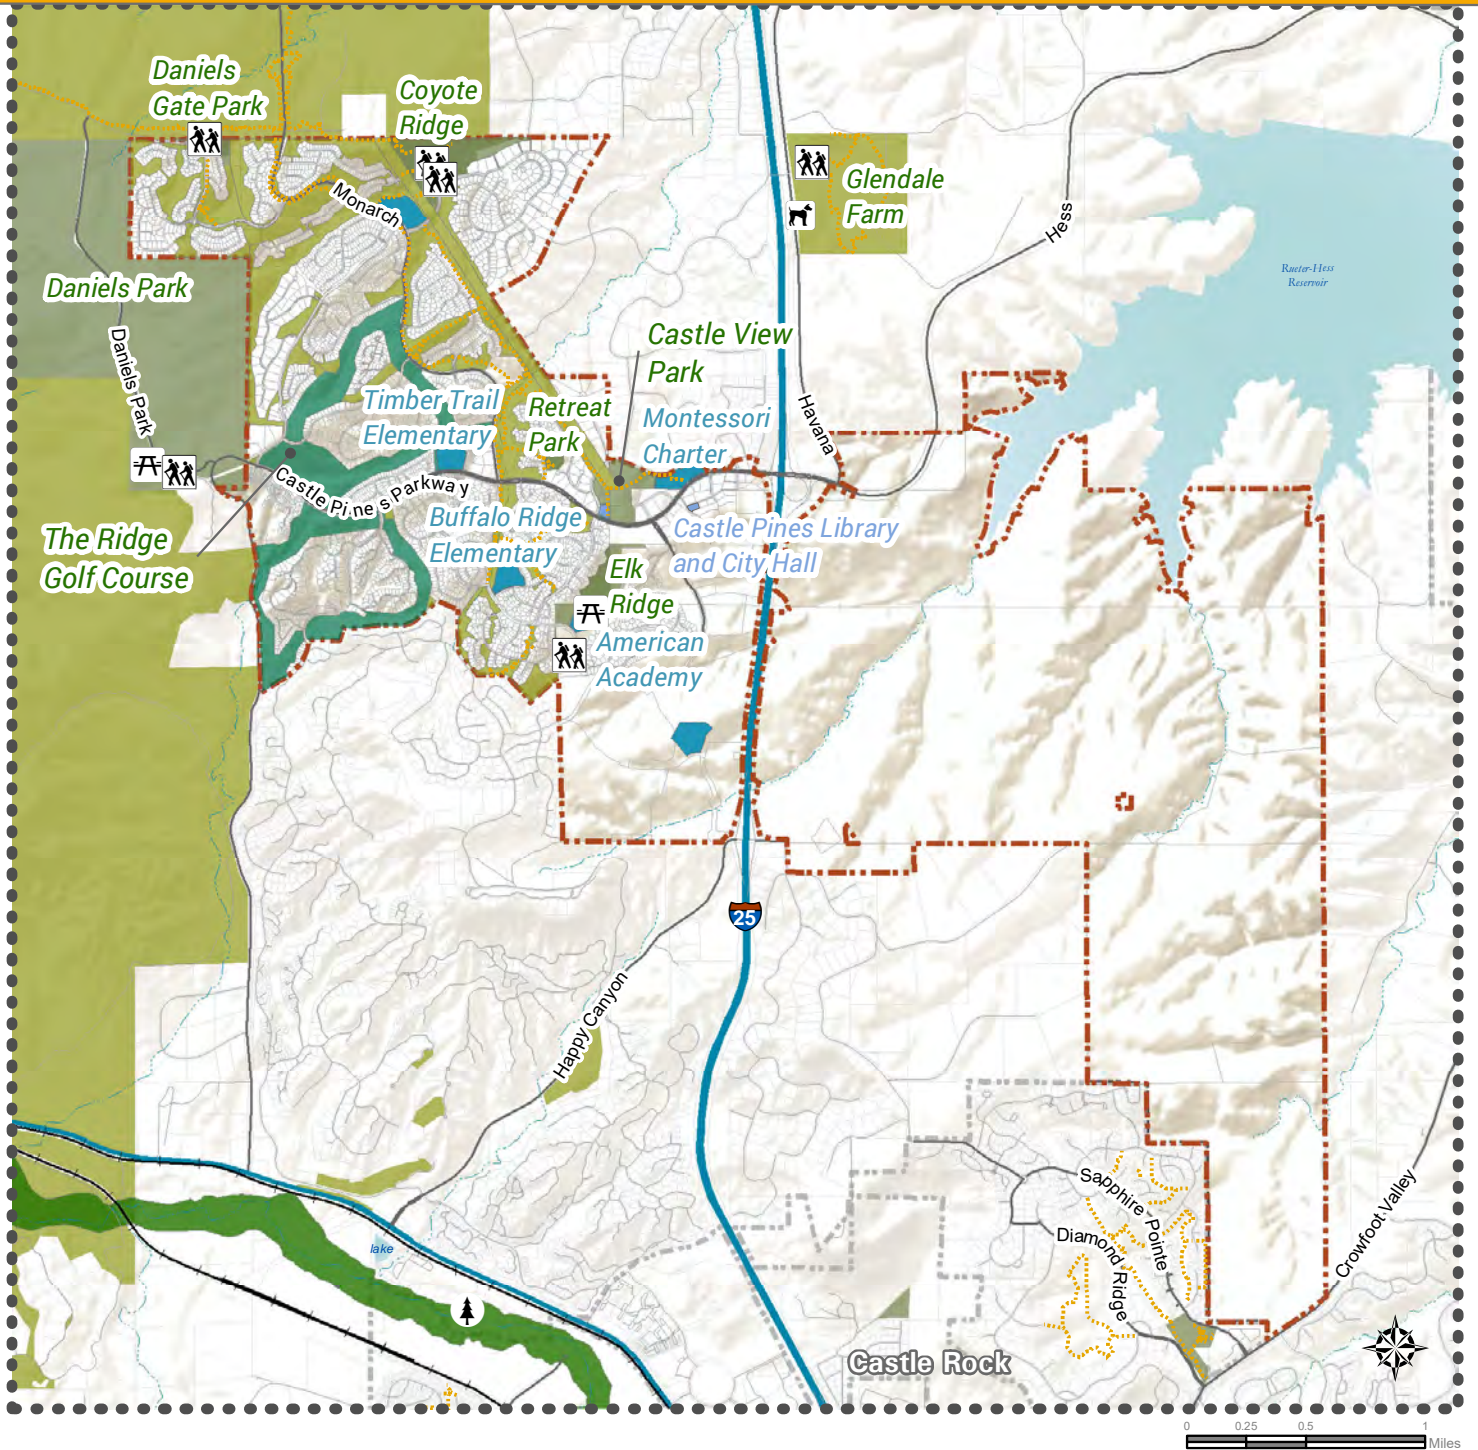 Daniels
Gate Park
Coyote
Ridge
Monarch
Glendale
Farm
Hess
Rueter-Hess
Reservoir
Daniels Park
Daniels Park
Castle View
Park
Timber Trail
Elementary
Retreat
Park
Montessori
Charter
Havana
Castle Pines Parkway
Buffalo Ridge
Elementary
Castle Pines Library
and City Hall
The Ridge
Golf Course
Elk
Ridge
American
Academy
25
Happy Canyon
Sapphire Pointe
Diamond Ridge
Crowfoot Valley
lake
Castle Rock
0 0.25 0.5 1
Miles